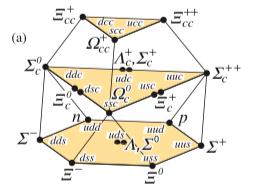 Ξcc+ dcc ucc Ξcc++
scc
(a) Ωcc+
Λc+, Σc+
Σc0 ddc udc uuc Σc++
dsc usc
Ξc0 Ωc0 Ξc+
ssc
n udd uud p
Σ− dds uds Λ, Σ0 uus Σ+
dss uss
Ξ− Ξ0